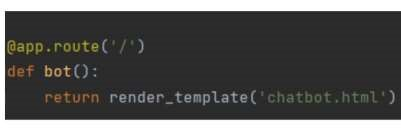 @app.route('/')
def bot():
    return render_template('chatbot.html')